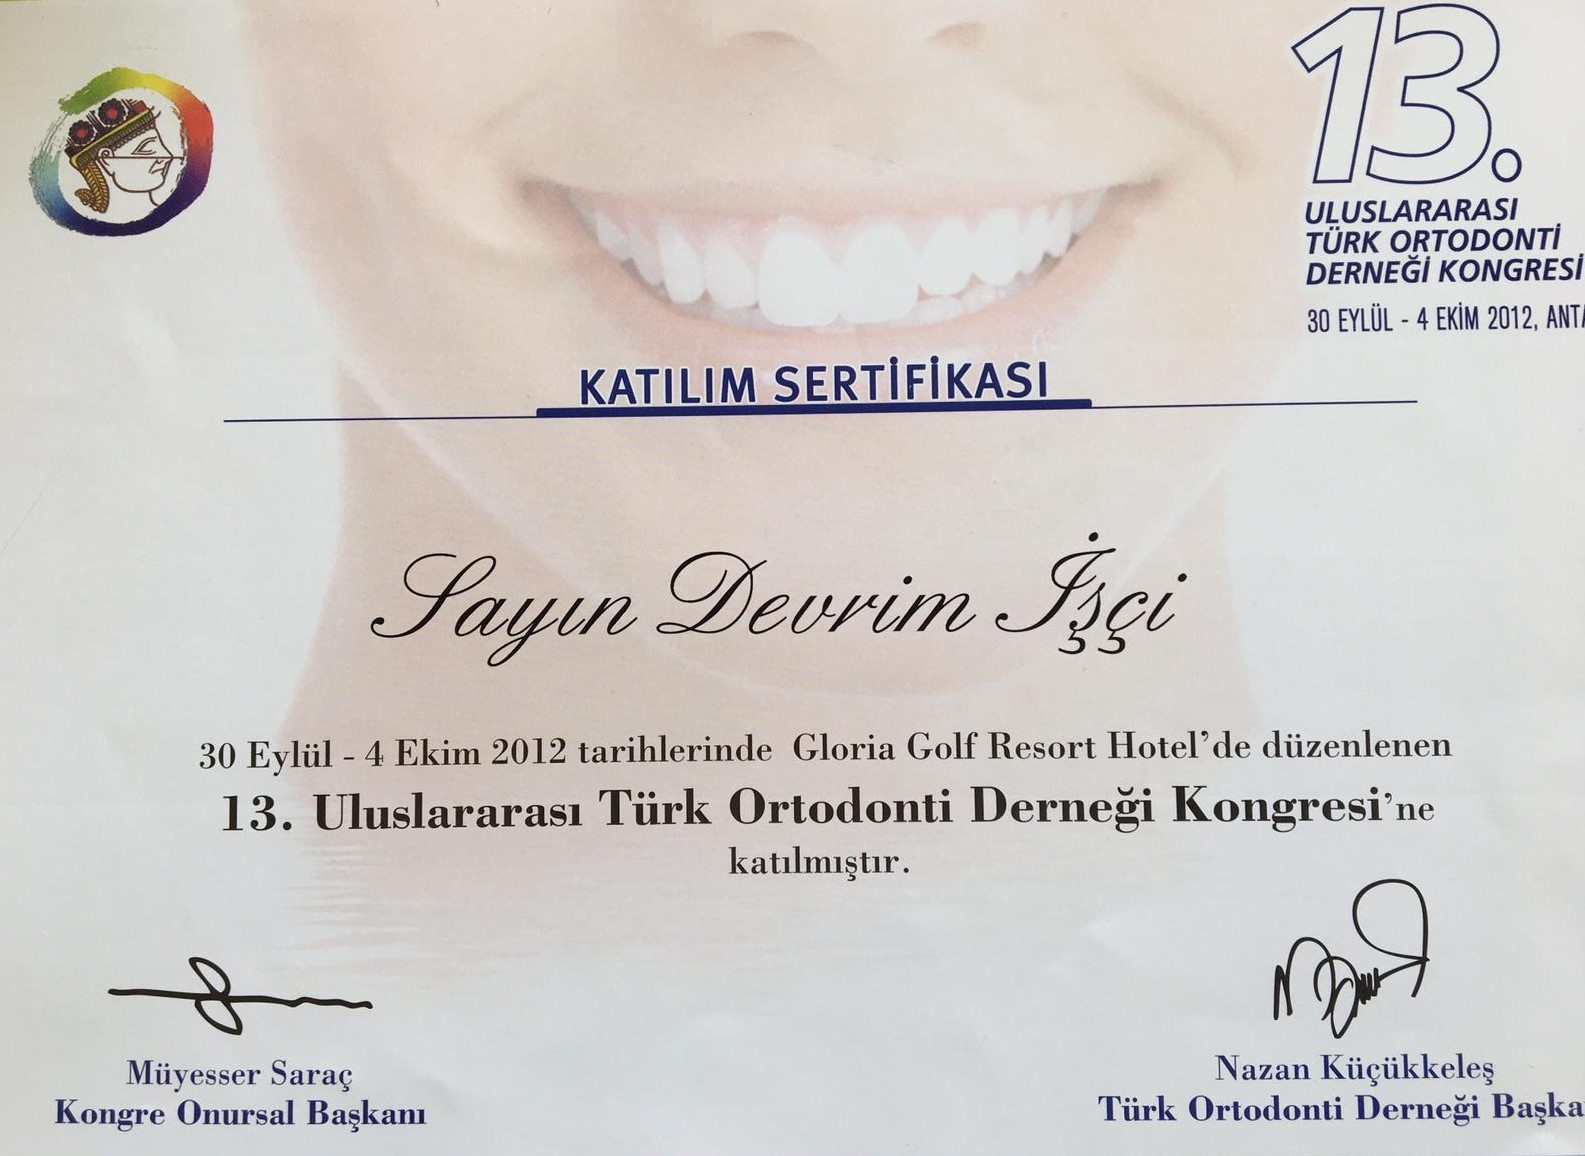 13.
ULUSLARARASI
TÜRK ORTODONTİ
DERNEĞİ KONGRESİ
30 EYLÜL - 4 EKİM 2012,
KATILIM SERTİFİKASI
Sayın Devrim İşçi
30 Eylül - 4 Ekim 2012 tarihlerinde Gloria Golf Resort Hotel'de düzenlenen
13. Uluslararası Türk Ortodonti Derneği Kongresi'ne
katılmıştır.
Müyesser Saraç
Kongre Onursal Başkanı
Nazan Küçükkeleş
Türk Ortodonti Derneği